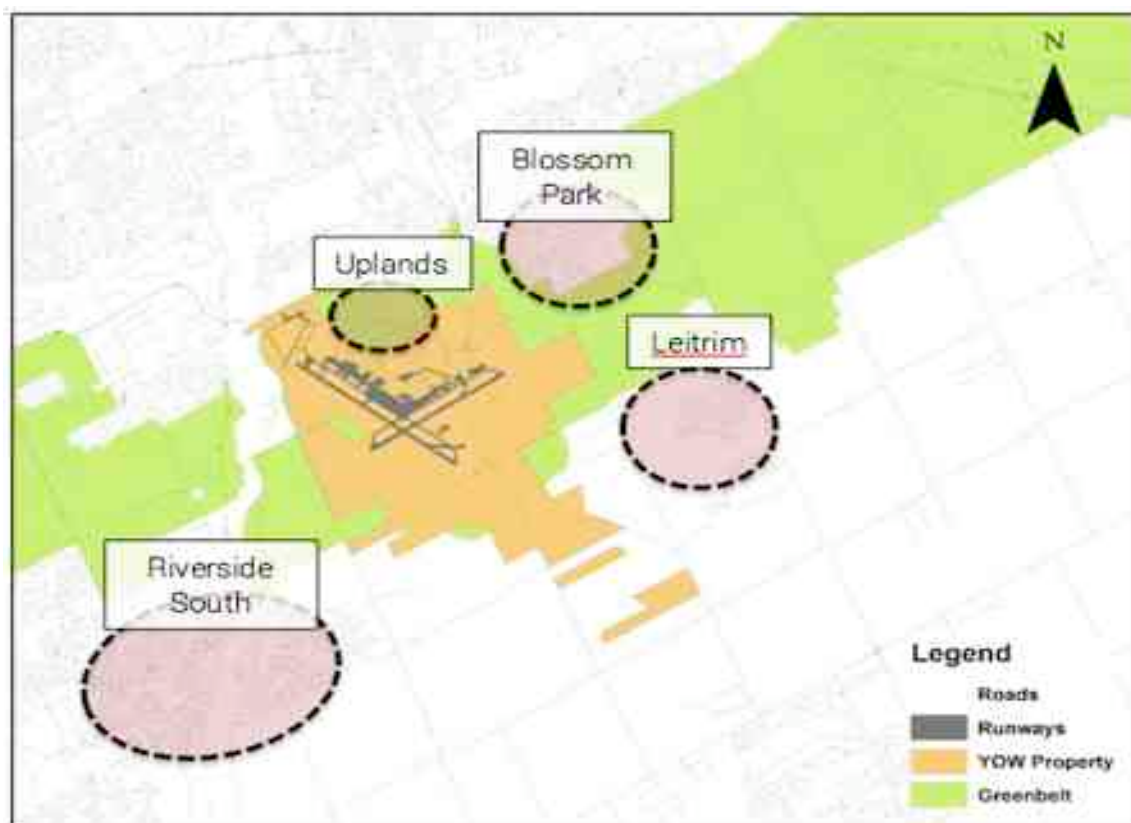 N
Blossom
Park
Uplands
Leitrim
Riverside
South
Legend
Roads
Runways
YOW Property
Greenbelt